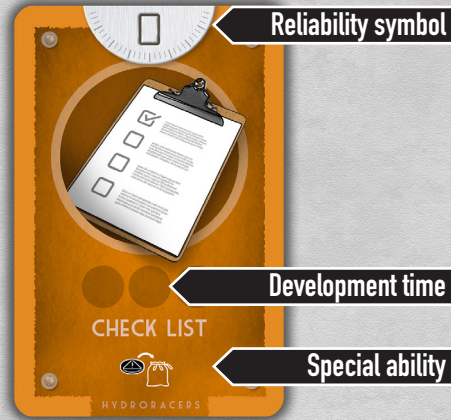 Reliability symbol
Development time
CHECK LIST
Special ability
HYDRORACERS